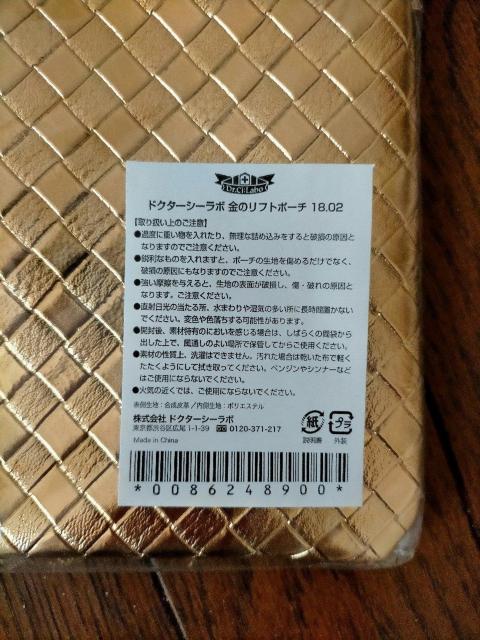 Dr.Ci:Labo
ドクターシーラボ 金のリフトポーチ 18.02
【取り扱い上のご注意】
●過度に重い物を入れたり、無理な詰め込みをすると破損の原因と
なりますのでご注意ください。
●鋭利なものを入れますと、ポーチの生地を傷めるだけでなく、
破損の原因にもなりますのでご注意ください。
●強い摩擦を与えると、生地の表面が破損し、傷・破れの原因と
なります。ご注意ください。
●直射日光の当たる所、水まわりや湿気の多い所に長時間置かない
でください。変色や色落ちする可能性があります。
●開封後、素材特有のにおいを感じる場合は、しばらくの間袋から
出した上で、風通しのよい場所で保管してからご使用ください。
●素材の性質上、洗濯はできません。汚れた場合は乾いた布で軽く
たたくようにして拭き取ってください。ベンジンやシンナーなど
はご使用にならないでください。
●火気の近くでは、ご使用にならないでください。
表側生地：合成皮革／内側生地：ポリエステル
株式会社 ドクターシーラボ
東京都渋谷区広尾 1-1-39 0120-371-217
Made in China
紙 プラ
説明書 外装
*0086248900*